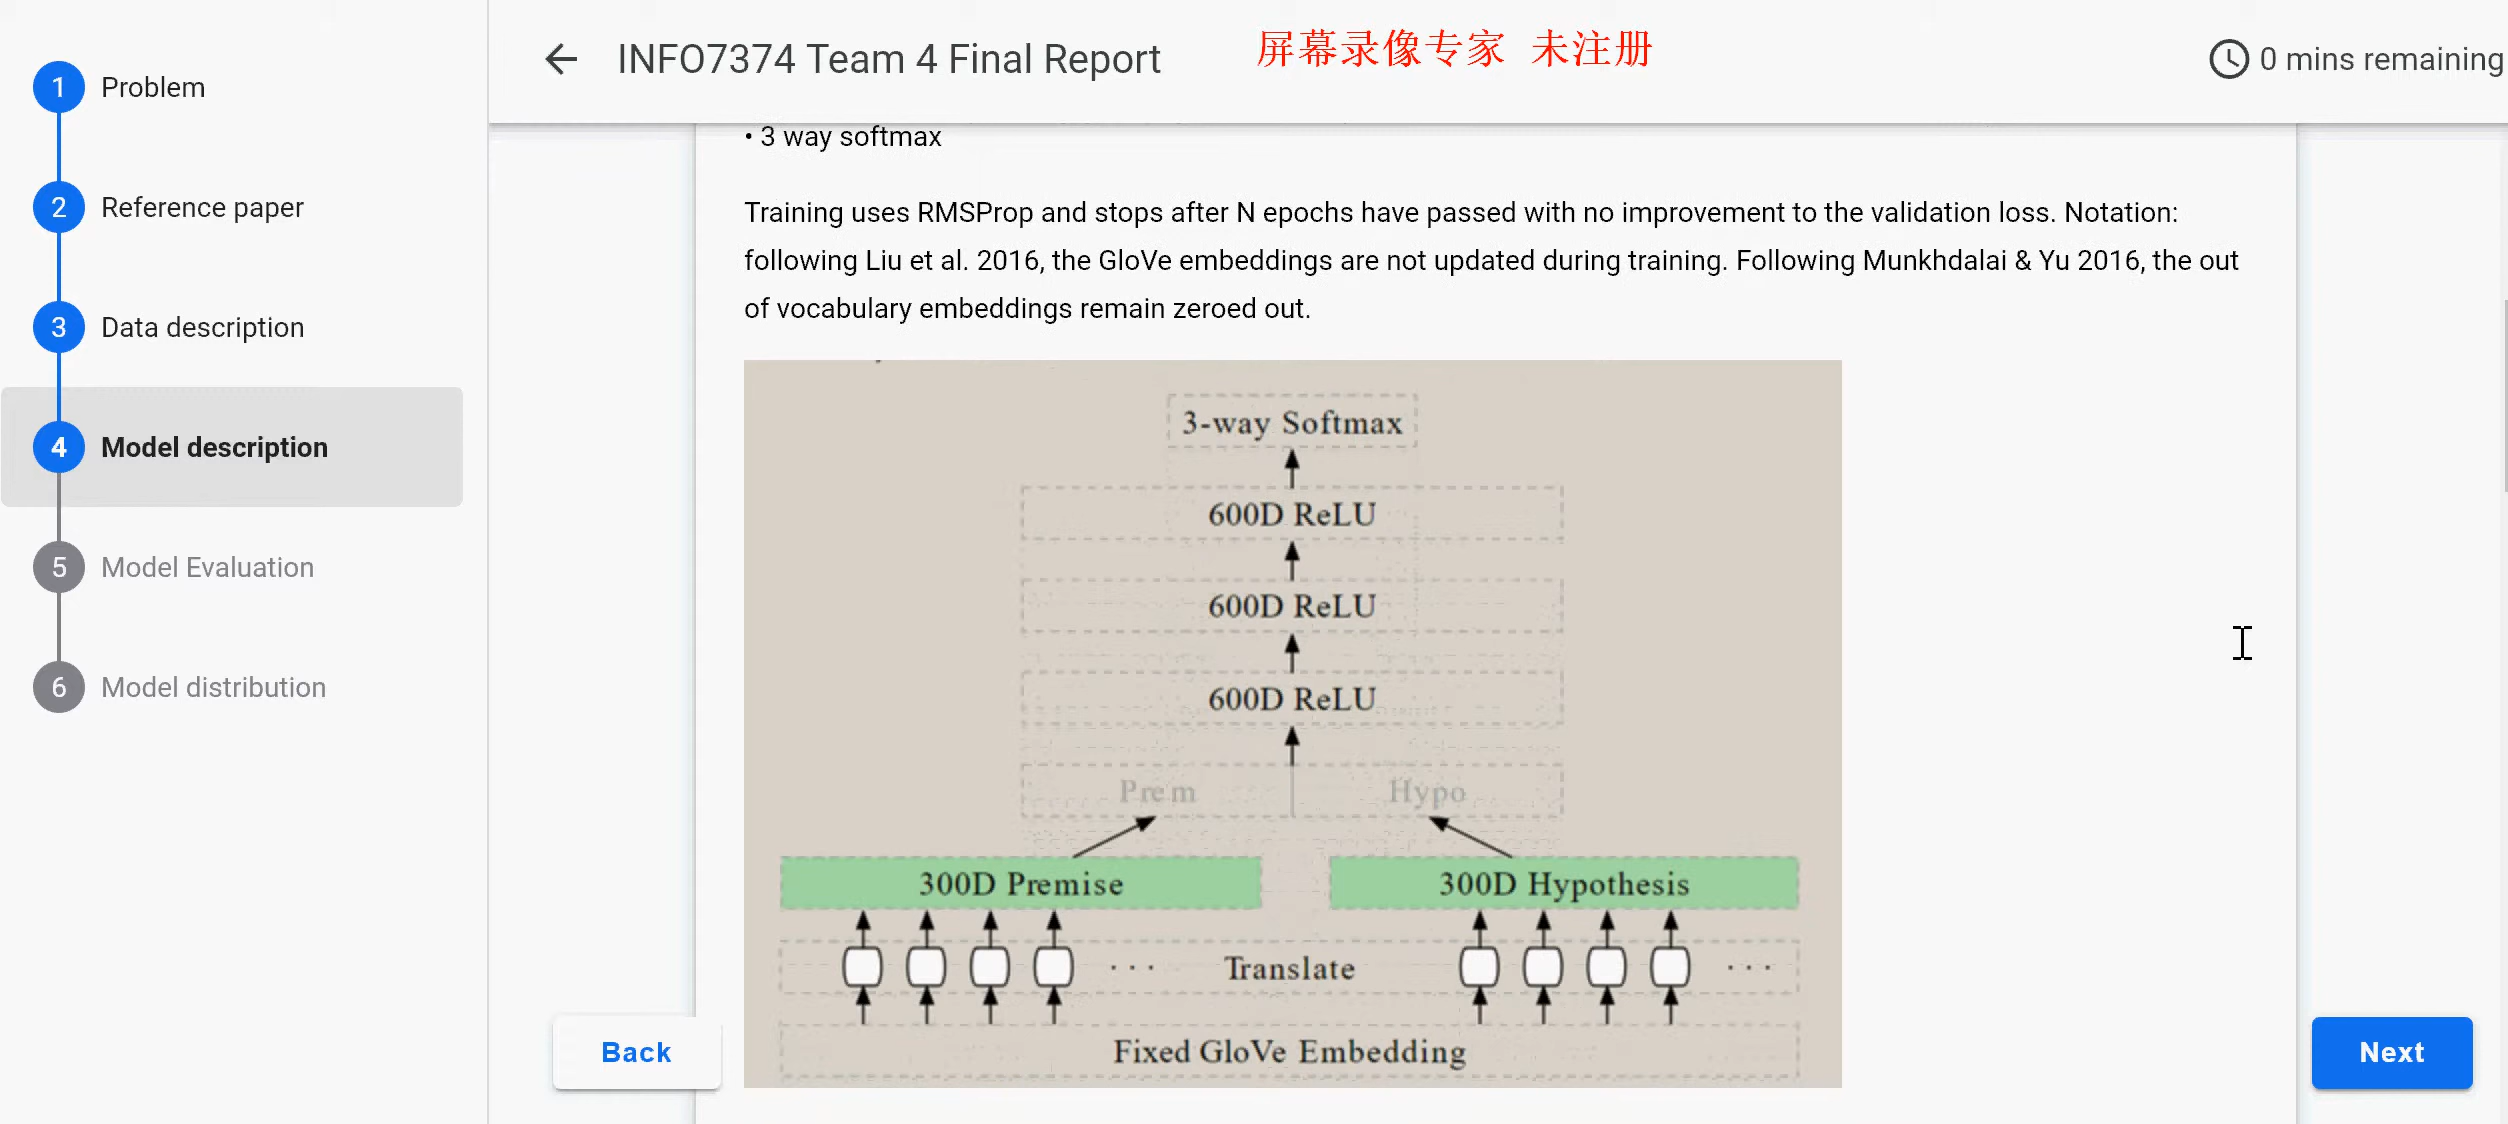 1 Problem
2 Reference paper
3 Data description
4 Model description
5 Model Evaluation
6 Model distribution
INFO7374 Team 4 Final Report
屏幕录像专家 未注册
0 mins remaining
• 3 way softmax
Training uses RMSProp and stops after N epochs have passed with no improvement to the validation loss. Notation:
following Liu et al. 2016, the GloVe embeddings are not updated during training. Following Munkhdalai & Yu 2016, the out
of vocabulary embeddings remain zeroed out.
3-way Softmax
600D ReLU
600D ReLU
600D ReLU
Prem Hypo
300D Premise 300D Hypothesis
... Translate ...
Fixed GloVe Embedding
Back
Next